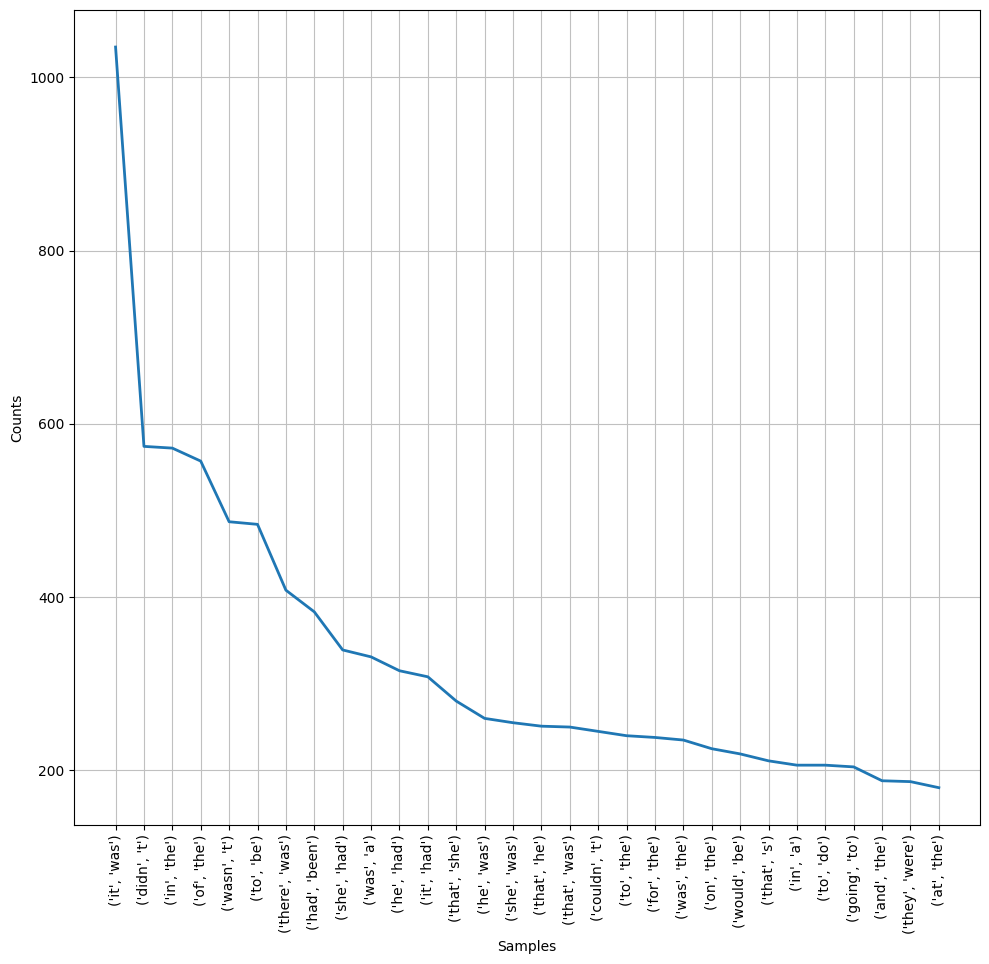 1000
800
600
400
200
Counts
('it', 'was')
('didn', 't')
('in', 'the')
('of', 'the')
('wasn', 't')
('to', 'be')
('there', 'was')
('had', 'been')
('she', 'had')
('was', 'a')
('he', 'had')
('it', 'had')
('that', 'she')
('he', 'was')
('she', 'was')
('that', 'he')
('that', 'was')
('couldn', 't')
('to', 'the')
('for', 'the')
('was', 'the')
('on', 'the')
('would', 'be')
('that', 's')
('in', 'a')
('to', 'do')
('going', 'to')
('and', 'the')
('they', 'were')
('at', 'the')
Samples